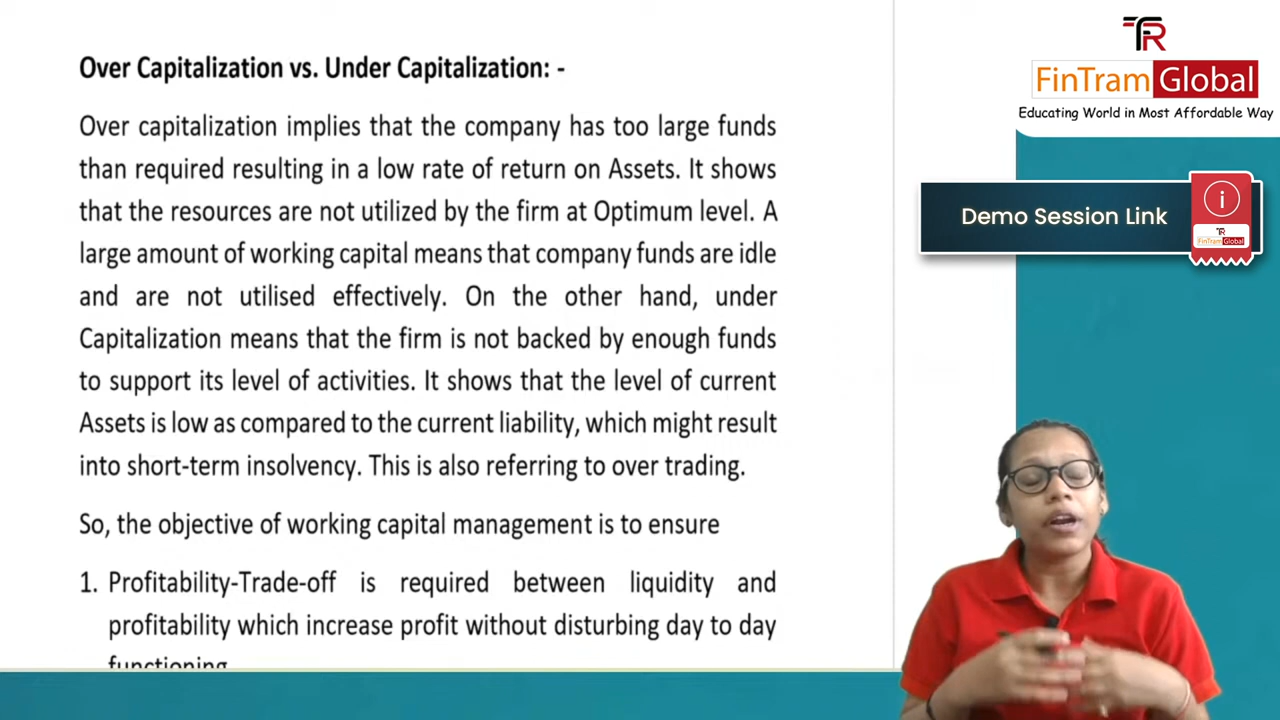 Over Capitalization vs. Under Capitalization: -
Over capitalization implies that the company has too large funds
than required resulting in a low rate of return on Assets. It shows
that the resources are not utilized by the firm at Optimum level. A
large amount of working capital means that company funds are idle
and are not utilised effectively. On the other hand, under
Capitalization means that the firm is not backed by enough funds
to support its level of activities. It shows that the level of current
Assets is low as compared to the current liability, which might result
into short-term insolvency. This is also referring to over trading.
So, the objective of working capital management is to ensure
1. Profitability-Trade-off is required between liquidity and
profitability which increase profit without disturbing day to day
functioning
FinTram Global
Educating World in Most Affordable Way
Demo Session Link
i
FinTram Global